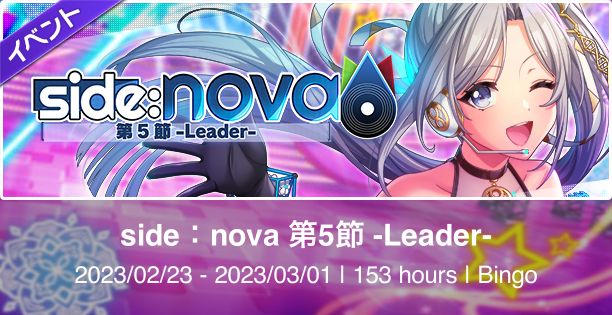 イベント
side:nova
第5節 -Leader-
side：nova 第5節 -Leader-
2023/02/23 - 2023/03/01 | 153 hours | Bingo